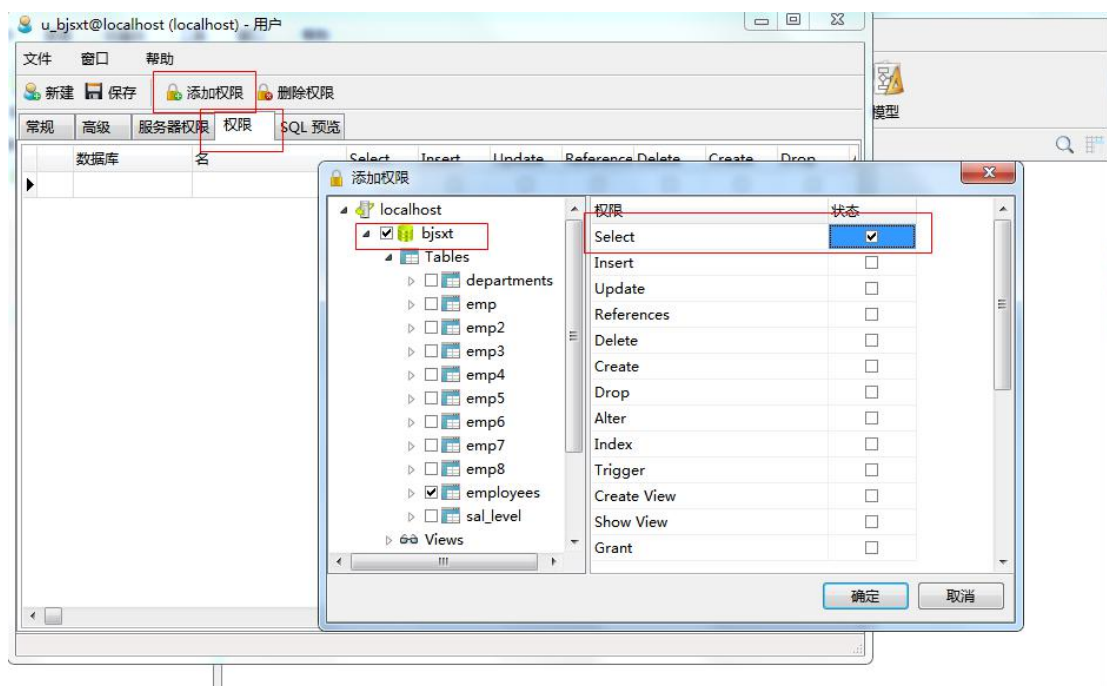 u_bjsxt@localhost (localhost) - 用户
文件 窗口 帮助
新建 保存 添加权限 删除权限
模型
常规 高级 服务器权限 权限 SQL 预览
数据库 名 Select Insert Update Reference Delete Create Drop
添加权限
localhost
bjsxt
Tables
departments
emp
emp2
emp3
emp4
emp5
emp6
emp7
emp8
employees
sal_level
Views
权限 状态
Select
Insert
Update
References
Delete
Create
Drop
Alter
Index
Trigger
Create View
Show View
Grant
确定 取消